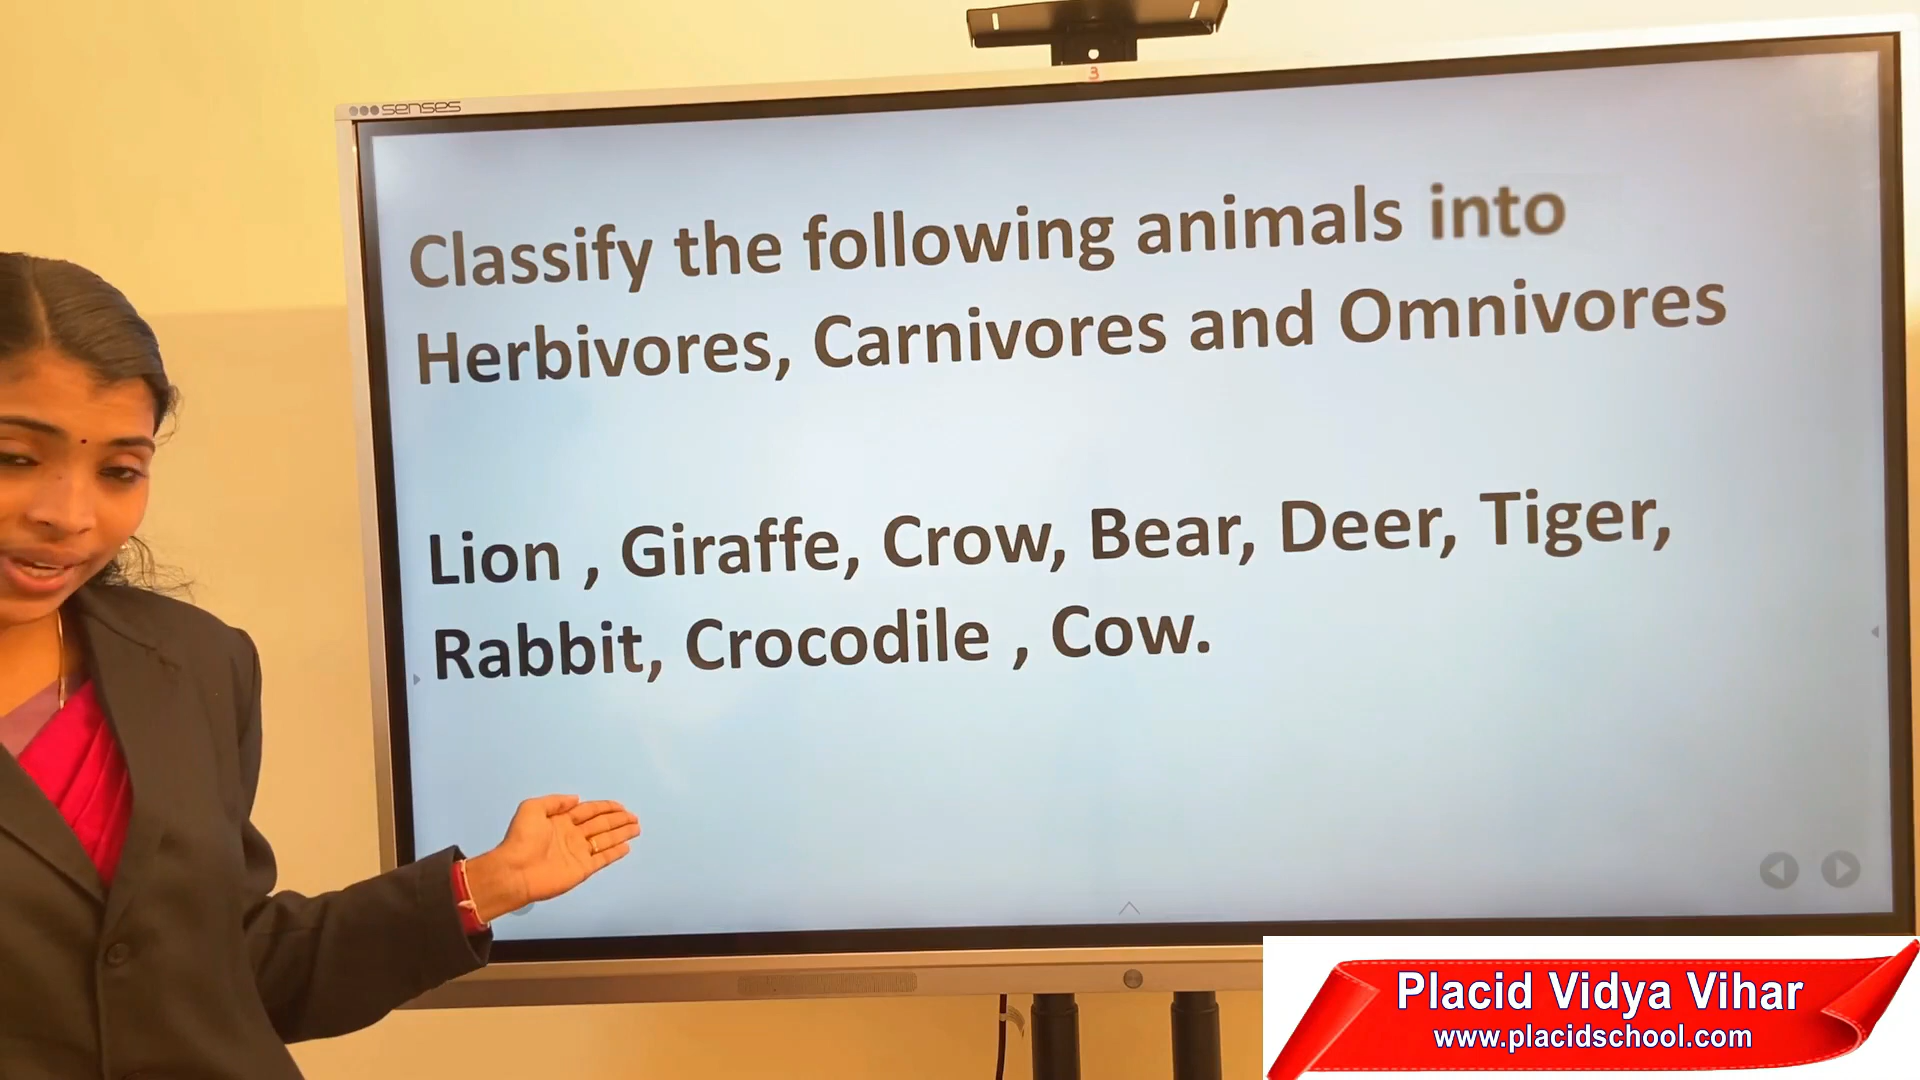 senses
3
Classify the following animals into
Herbivores, Carnivores and Omnivores
Lion , Giraffe, Crow, Bear, Deer, Tiger,
Rabbit, Crocodile , Cow.
Placid Vidya Vihar
www.placidschool.com